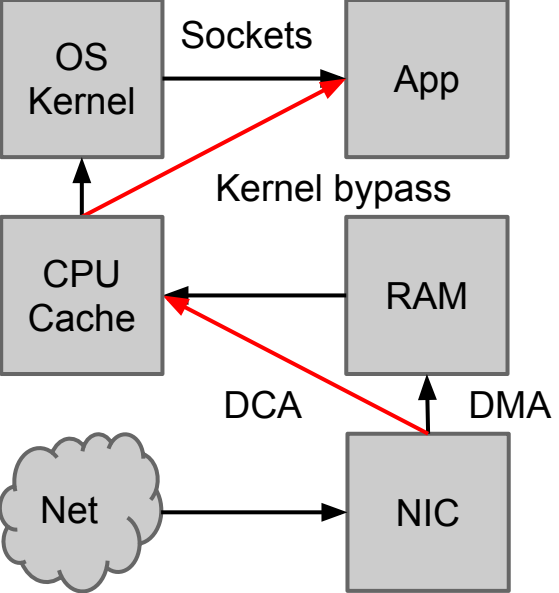 Sockets
OS
Kernel
App
Kernel bypass
CPU
Cache
RAM
DCA
DMA
Net
NIC